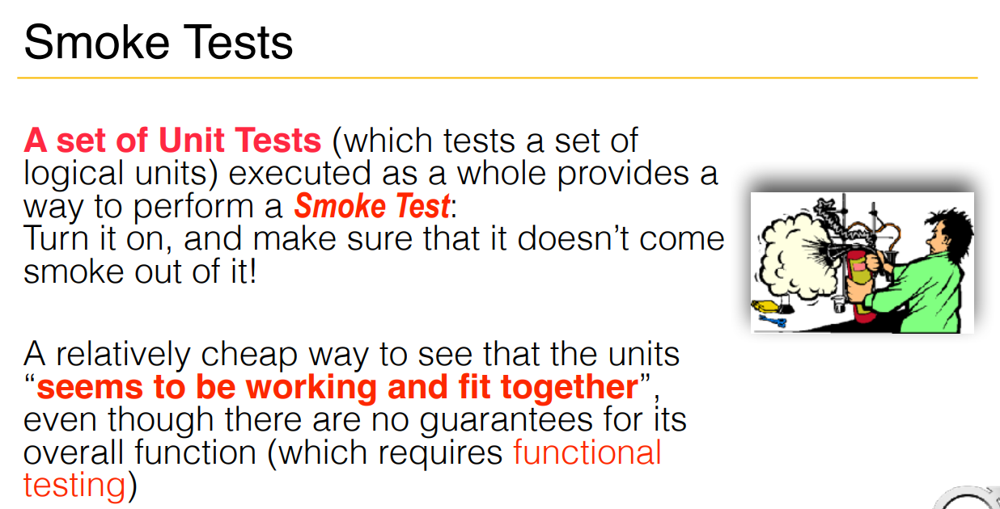 Smoke Tests
A set of Unit Tests (which tests a set of
logical units) executed as a whole provides a
way to perform a Smoke Test:
Turn it on, and make sure that it doesn’t come
smoke out of it!
A relatively cheap way to see that the units
“seems to be working and fit together”,
even though there are no guarantees for its
overall function (which requires functional
testing)